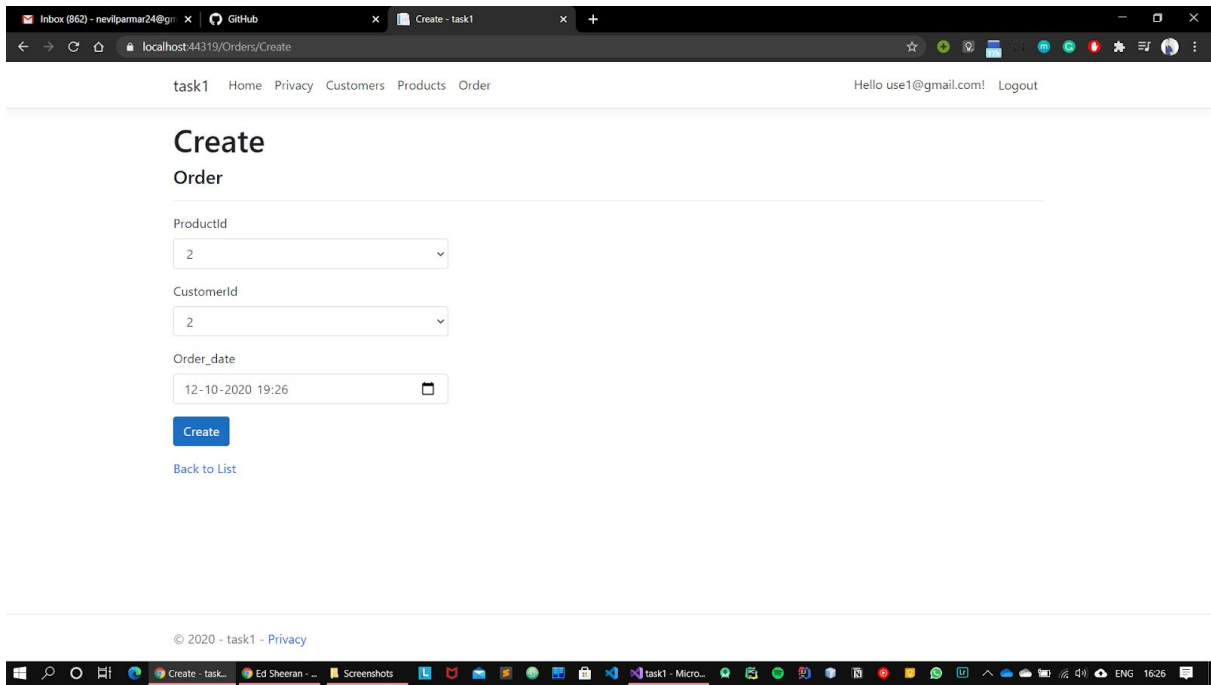 Inbox (862) - nevilparmar24@gm
GitHub
Create - task1
localhost:44319/Orders/Create
task1 Home Privacy Customers Products Order Hello use1@gmail.com! Logout
Create
Order
ProductId
2
CustomerId
2
Order_date
12-10-2020 19:26
Create
Back to List
© 2020 - task1 - Privacy
Create - task... Ed Sheeran - ... Screenshots task1 - Micro... ENG 16:26